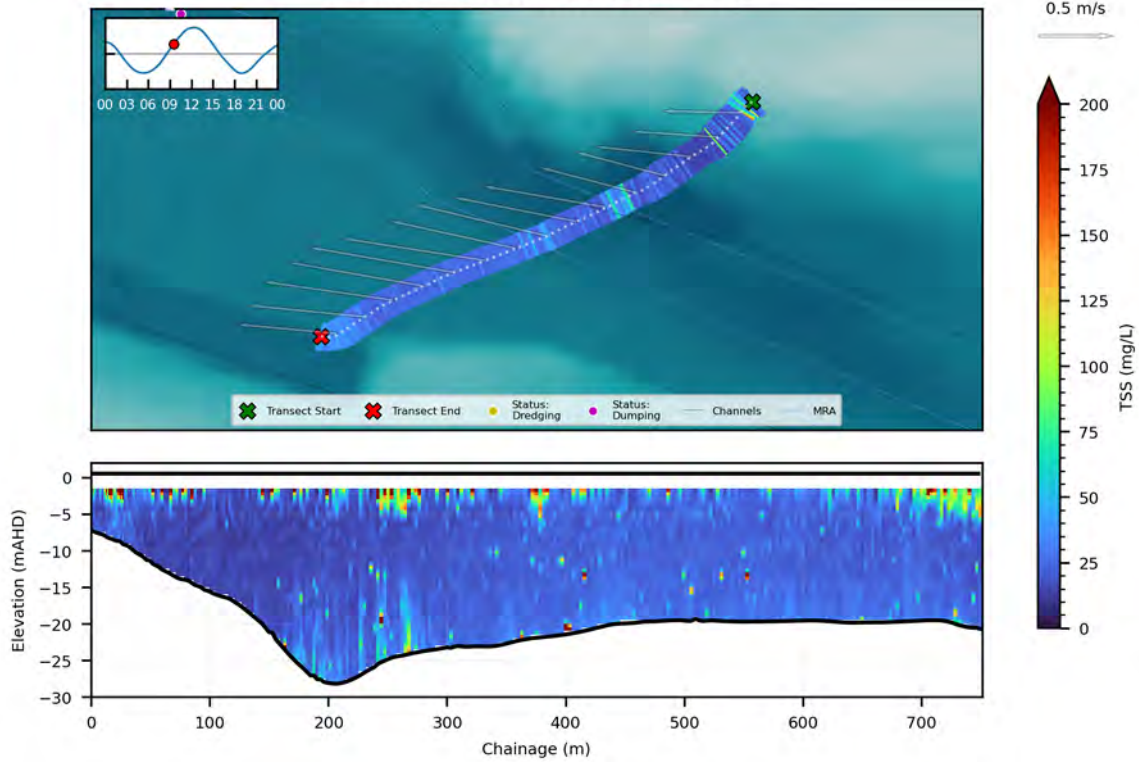 0.5 m/s
00 03 06 09 12 15 18 21 00
Transect Start
Transect End
Status:
Dredging
Status:
Dumping
Channels
MRA
200
175
150
125
100
75
50
25
0
TSS (mg/L)
0
−5
−10
−15
−20
−25
−30
Elevation (mAHD)
0 100 200 300 400 500 600 700
Chainage (m)